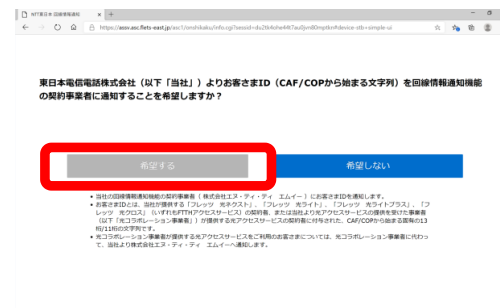 NTT東日本 回線情報通知
https://assv.asc.flets-east.jp/asc1/onshikaku/info.cgi?
東日本電信電話株式会社（以下「当社」）よりお客さまID（CAF/COPから始まる文字列）を回線情報通知機能
の契約事業者に通知することを希望しますか？
希望する 希望しない
• 当社の回線情報通知機能の契約事業者（ 株式会社エヌ・ティ・ティ エムイー ）にお客さまIDを通知します。
• お客さまIDとは、当社が提供する「フレッツ 光ネクスト」、「フレッツ 光ライト」、「フレッツ 光ライトプラス」、「フ
レッツ 光クロス」（いずれもFTTHアクセスサービス）の契約者、または当社より光アクセスサービスの提供を受けた事業者
（以下「光コラボレーション事業者」）が提供する光アクセスサービスの契約者に付与された、CAF/COPから始まる固有の13
桁/11桁の文字列です。
• 光コラボレーション事業者が提供する光アクセスサービスをご利用のお客さまについては、光コラボレーション事業者に代わっ
て、当社より株式会社エヌ・ティ・ティ エムイーへ通知します。